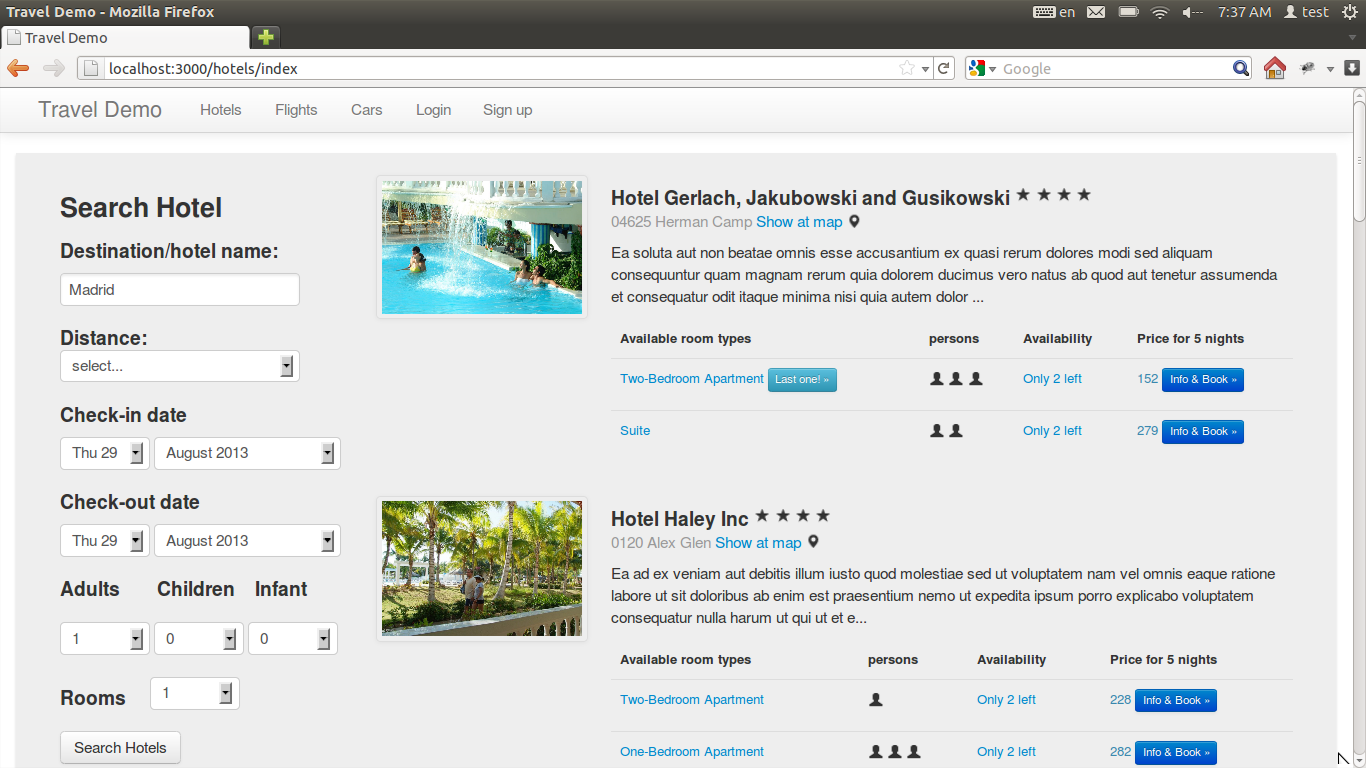 Travel Demo - Mozilla Firefox
en
7:37 AM
test
Travel Demo
localhost:3000/hotels/index
Google
Travel Demo
Hotels
Flights
Cars
Login
Sign up
Search Hotel
Destination/hotel name:
Madrid
Distance:
select...
Check-in date
Thu 29
August 2013
Check-out date
Thu 29
August 2013
Adults Children Infant
1 0 0
Rooms 1
Search Hotels
Hotel Gerlach, Jakubowski and Gusikowski
04625 Herman Camp Show at map
Ea soluta aut non beatae omnis esse accusantium ex quasi rerum dolores modi sed aliquam
consequuntur quam magnam rerum quia dolorem ducimus vero natus ab quod aut tenetur assumenda
et consequatur odit itaque minima nisi quia autem dolor ...
Available room types persons Availability Price for 5 nights
Two-Bedroom Apartment Last one! » Only 2 left 152 Info & Book »
Suite Only 2 left 279 Info & Book »
Hotel Haley Inc
0120 Alex Glen Show at map
Ea ad ex veniam aut debitis illum iusto quod molestiae sed ut voluptatem nam vel omnis eaque ratione
labore ut sit doloribus ab enim est praesentium nemo ut expedita ipsum porro explicabo voluptatem
consequatur nulla harum ut qui ut et e...
Available room types persons Availability Price for 5 nights
Two-Bedroom Apartment Only 2 left 228 Info & Book »
One-Bedroom Apartment Only 2 left 282 Info & Book »